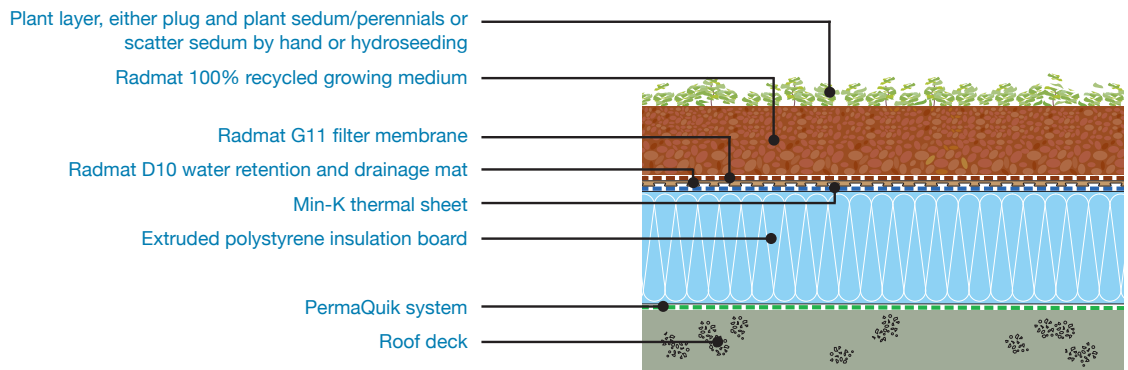 Plant layer, either plug and plant sedum/perennials or
scatter sedum by hand or hydroseeding
Radmat 100% recycled growing medium
Radmat G11 filter membrane
Radmat D10 water retention and drainage mat
Min-K thermal sheet
Extruded polystyrene insulation board
PermaQuik system
Roof deck